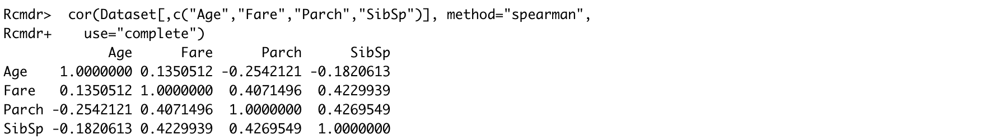 Rcmdr>  cor(Dataset[,c("Age","Fare","Parch","SibSp")], method="spearman",
Rcmdr+    use="complete")
             Age      Fare      Parch      SibSp
Age    1.0000000 0.1350512 -0.2542121 -0.1820613
Fare   0.1350512 1.0000000  0.4071496  0.4229939
Parch -0.2542121 0.4071496  1.0000000  0.4269549
SibSp -0.1820613 0.4229939  0.4269549  1.0000000